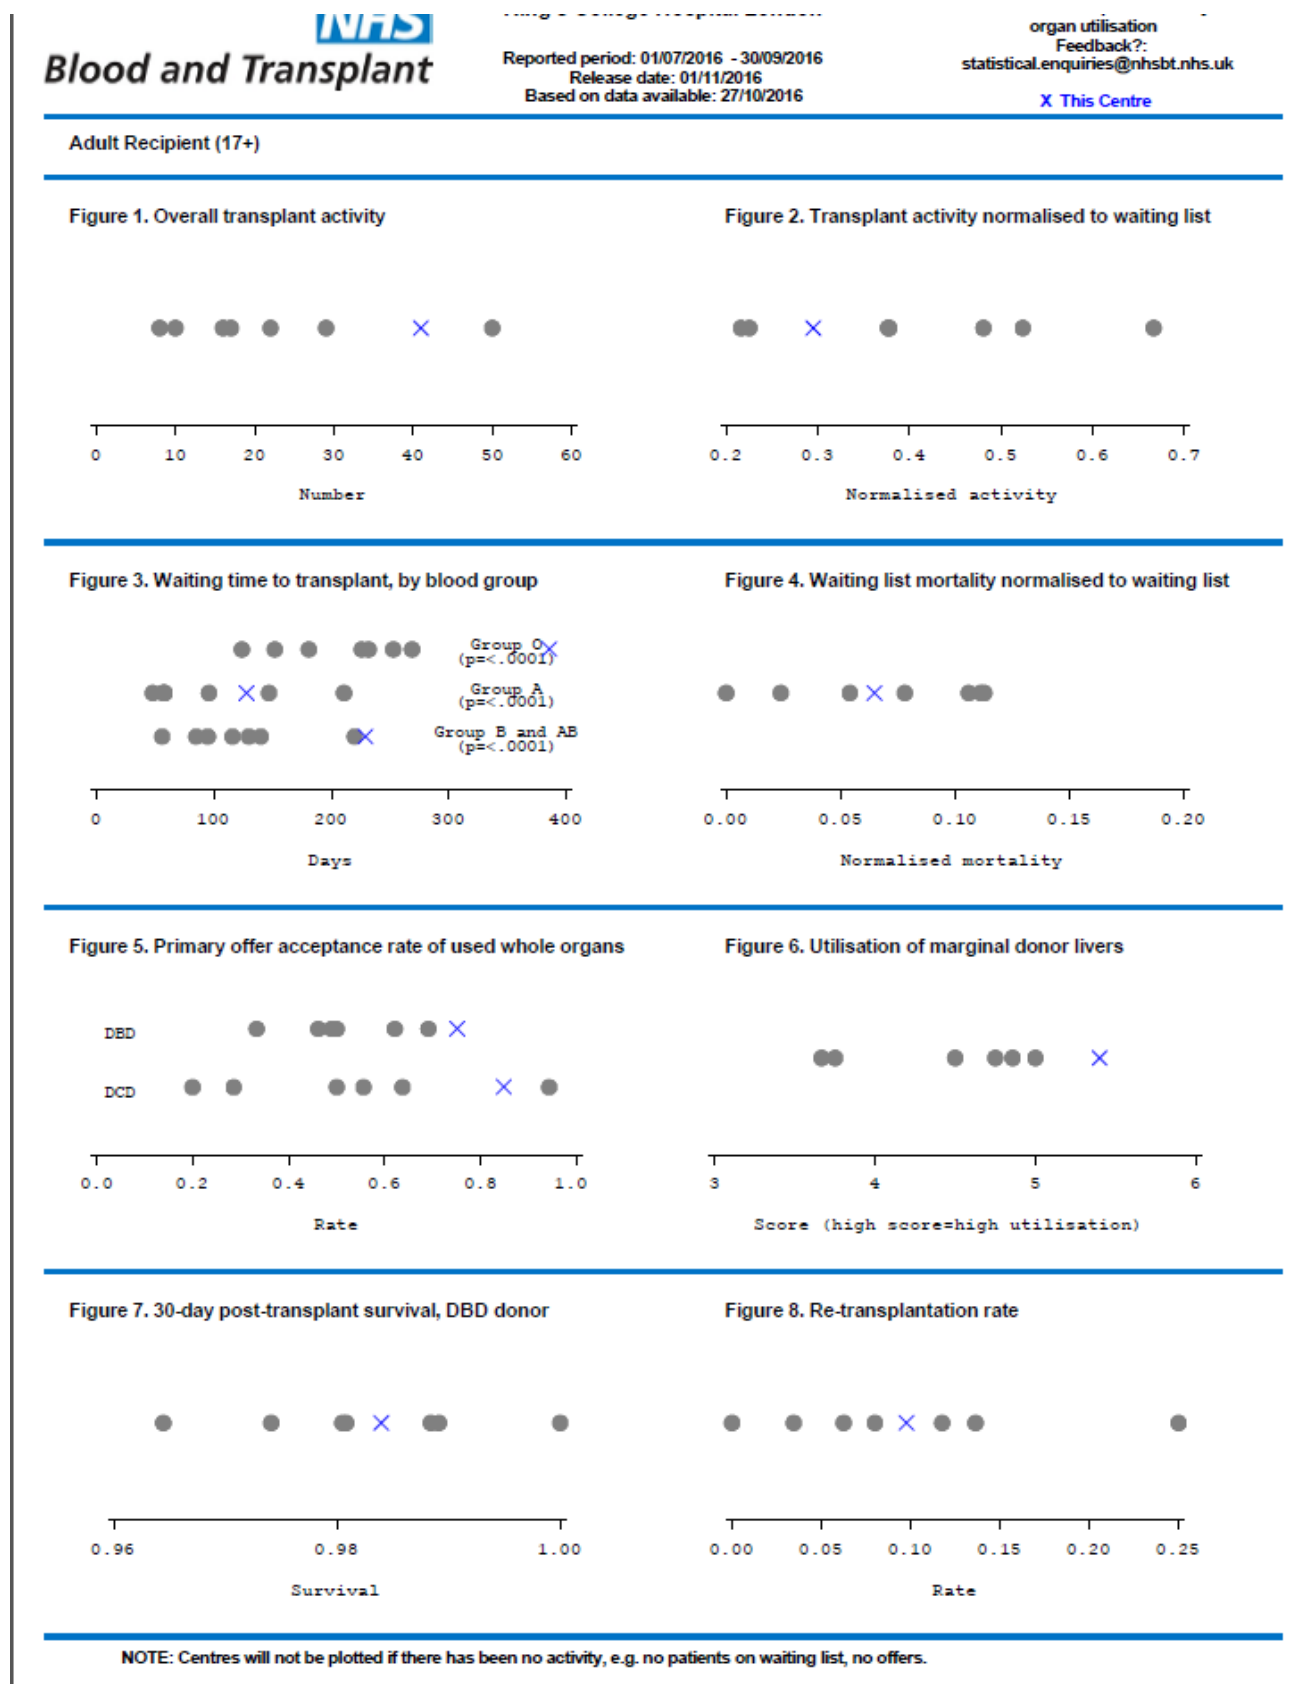 NHS
Blood and Transplant
King's College Hospital London
Reported period: 01/07/2016 - 30/09/2016
Release date: 01/11/2016
Based on data available: 27/10/2016
organ utilisation
Feedback?:
statistical.enquiries@nhsbt.nhs.uk
X This Centre
Adult Recipient (17+)
Figure 1. Overall transplant activity
0 10 20 30 40 50 60
Number
Figure 2. Transplant activity normalised to waiting list
0.2 0.3 0.4 0.5 0.6 0.7
Normalised activity
Figure 3. Waiting time to transplant, by blood group
Group O
(p=<.0001)
Group A
(p=<.0001)
Group B and AB
(p=<.0001)
0 100 200 300 400
Days
Figure 4. Waiting list mortality normalised to waiting list
0.00 0.05 0.10 0.15 0.20
Normalised mortality
Figure 5. Primary offer acceptance rate of used whole organs
DBD
DCD
0.0 0.2 0.4 0.6 0.8 1.0
Rate
Figure 6. Utilisation of marginal donor livers
3 4 5 6
Score (high score=high utilisation)
Figure 7. 30-day post-transplant survival, DBD donor
0.96 0.98 1.00
Survival
Figure 8. Re-transplantation rate
0.00 0.05 0.10 0.15 0.20 0.25
Rate
NOTE: Centres will not be plotted if there has been no activity, e.g. no patients on waiting list, no offers.